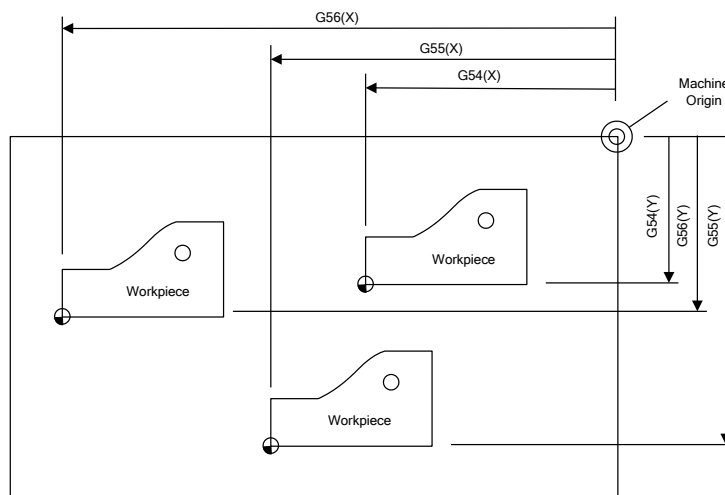 G56(X)
G55(X)
G54(X)
Machine
Origin
G54(Y)
G56(Y)
G55(Y)
Workpiece
Workpiece
Workpiece